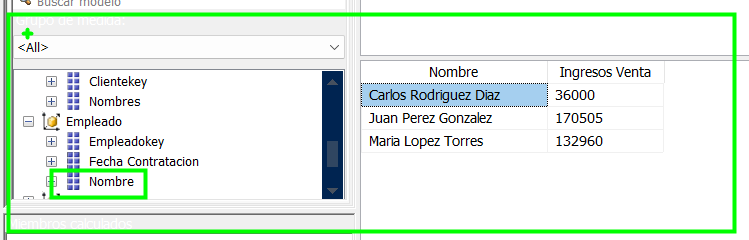 Buscar modelo
Grupo de medida:
<All>
Clientekey
Nombres
Empleado
Empleadokey
Fecha Contratacion
Nombre
Miembros calculados
Nombre Ingresos Venta
Carlos Rodriguez Diaz 36000
Juan Perez Gonzalez 170505
Maria Lopez Torres 132960